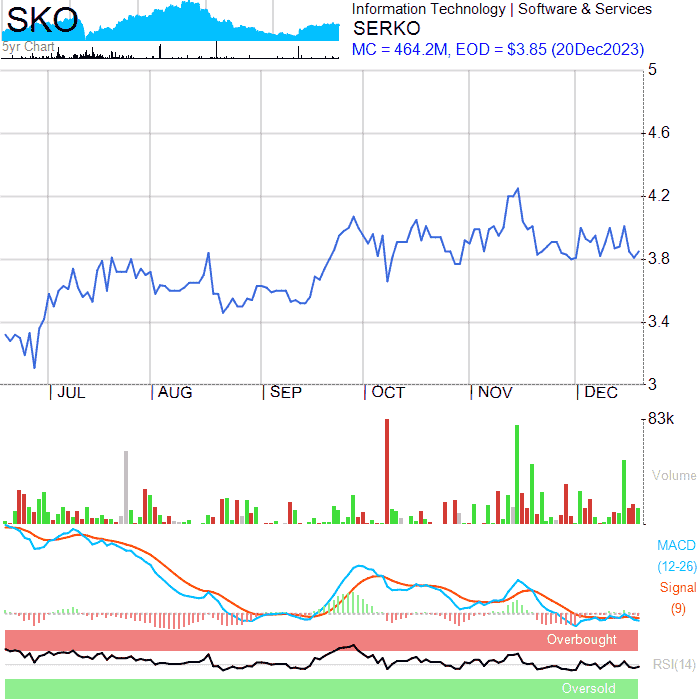 SKO
5yr Chart
Information Technology | Software & Services
SERKO
MC = 464.2M, EOD = $3.85 (20Dec2023)
5
4.6
4.2
3.8
3.4
3
JUL AUG SEP OCT NOV DEC
83k
Volume
MACD
(12-26)
Signal
(9)
Overbought
RSI(14)
Oversold